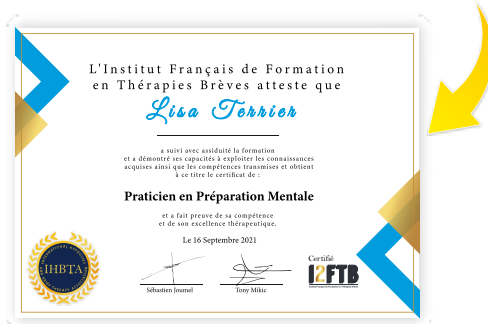 L'Institut Français de Formation
en Thérapies Brèves atteste que
Lisa Terrier
a suivi avec assiduité la formation
et a démontré ses capacités à exploiter les connaissances
acquises ainsi que les compétences transmises et obtient
à ce titre le certificat de :
Praticien en Préparation Mentale
et a fait preuve de sa compétence
et de son excellence thérapeutique.
Le 16 Septembre 2021
IHBTA
Sébastien Joumel
Tony Mikic
Certifié
I2FTB